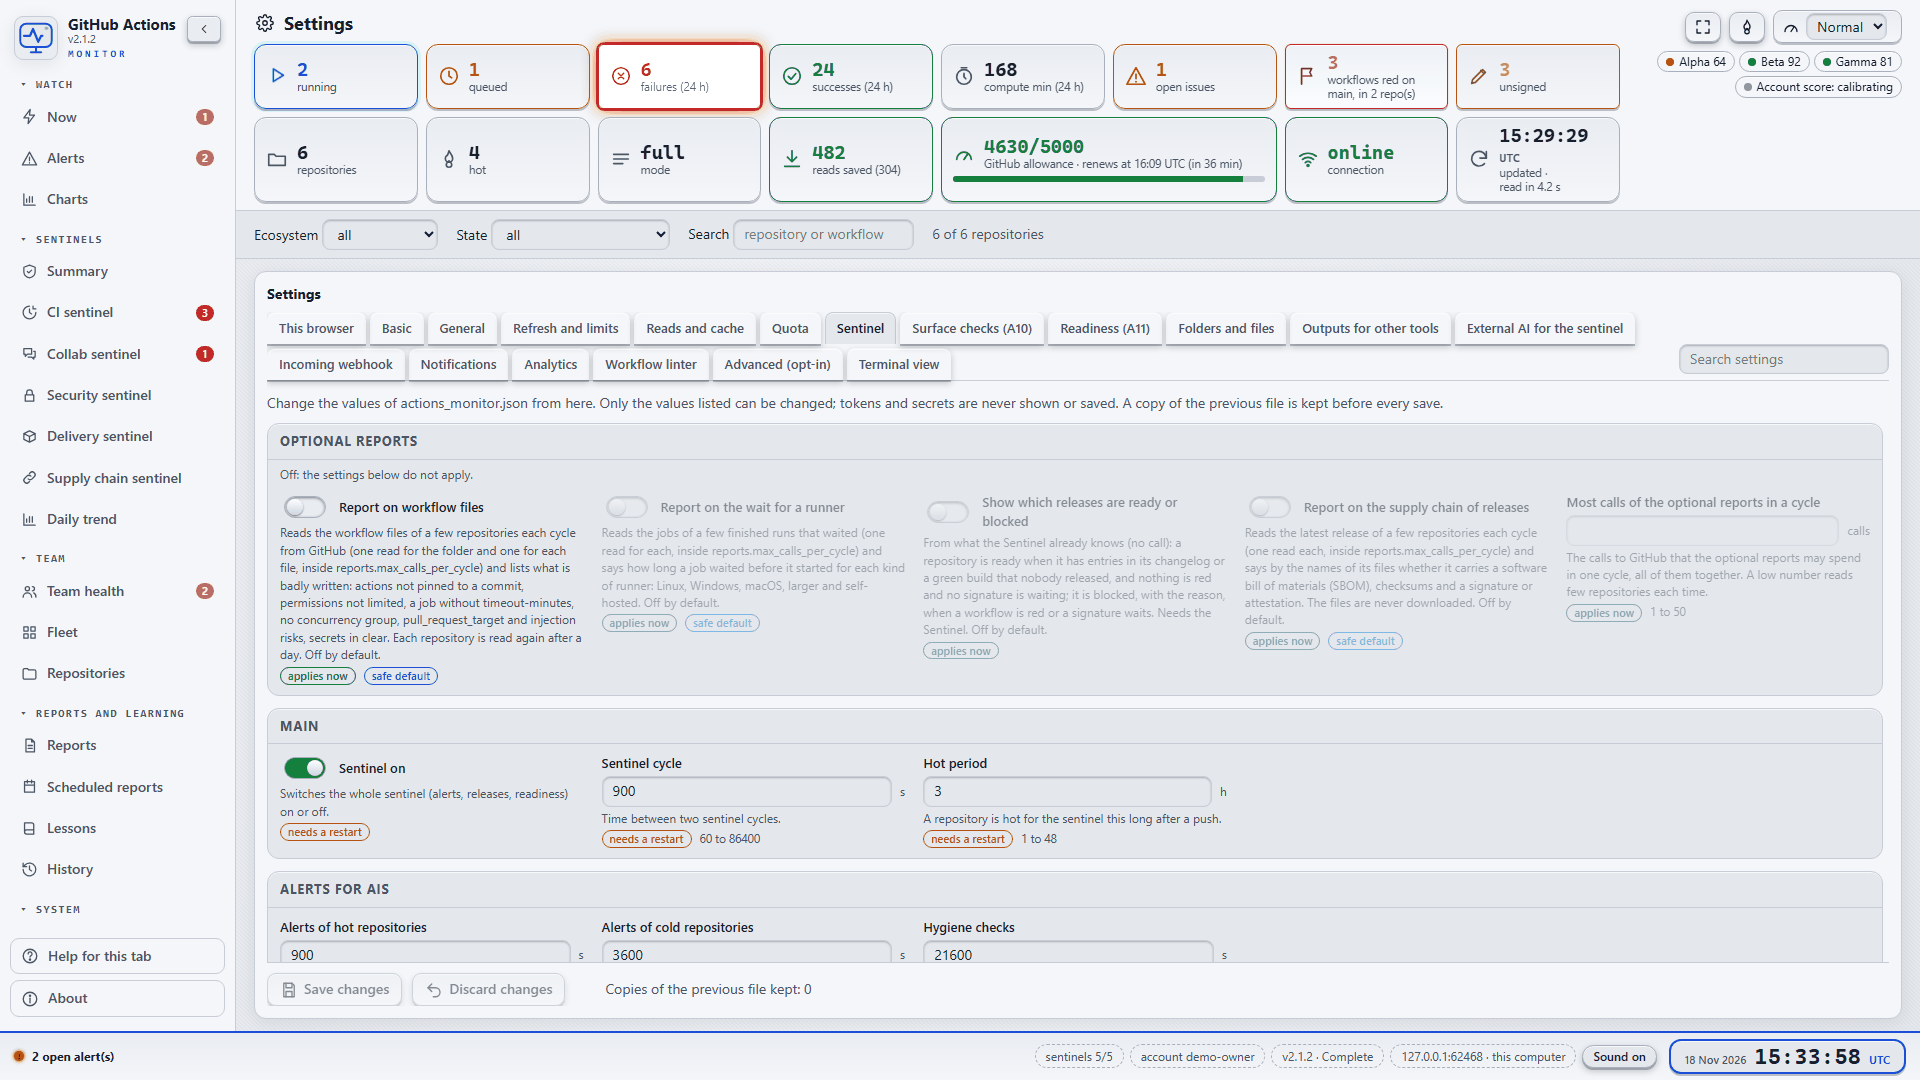 GitHub Actions
v2.1.2
MONITOR
WATCH
Now 1
Alerts 2
Charts
SENTINELS
Summary
CI sentinel 3
Collab sentinel 1
Security sentinel
Delivery sentinel
Supply chain sentinel
Daily trend
TEAM
Team health 2
Fleet
Repositories
REPORTS AND LEARNING
Reports
Scheduled reports
Lessons
History
SYSTEM
Help for this tab
About
Settings
2
running
1
queued
6
failures (24 h)
24
successes (24 h)
168
compute min (24 h)
1
open issues
3
workflows red on
main, in 2 repo(s)
3
unsigned
Normal
Alpha 64
Beta 92
Gamma 81
Account score: calibrating
6
repositories
4
hot
full
mode
482
reads saved (304)
4630/5000
GitHub allowance · renews at 16:09 UTC (in 36 min)
online
connection
15:29:29
UTC
updated ·
read in 4.2 s
Ecosystem all
State all
Search repository or workflow
6 of 6 repositories
Settings
This browser
Basic
General
Refresh and limits
Reads and cache
Quota
Sentinel
Surface checks (A10)
Readiness (A11)
Folders and files
Outputs for other tools
External AI for the sentinel
Incoming webhook
Notifications
Analytics
Workflow linter
Advanced (opt-in)
Terminal view
Search settings
Change the values of actions_monitor.json from here. Only the values listed can be changed; tokens and secrets are never shown or saved. A copy of the previous file is kept before every save.
OPTIONAL REPORTS
Off: the settings below do not apply.
Report on workflow files
Reads the workflow files of a few repositories each cycle
from GitHub (one read for the folder and one for each
file, inside reports.max_calls_per_cycle) and lists what is
badly written: actions not pinned to a commit,
permissions not limited, a job without timeout-minutes,
no concurrency group, pull_request_target and injection
risks, secrets in clear. Each repository is read again after a
day. Off by default.
applies now
safe default
Report on the wait for a runner
Reads the jobs of a few finished runs that waited (one
read for each, inside reports.max_calls_per_cycle) and
says how long a job waited before it started for each kind
of runner: Linux, Windows, macOS, larger and self-
hosted. Off by default.
applies now
safe default
Show which releases are ready or
blocked
From what the Sentinel already knows (no call): a
repository is ready when it has entries in its changelog or
a green build that nobody released, and nothing is red
and no signature is waiting; it is blocked, with the reason,
when a workflow is red or a signature waits. Needs the
Sentinel. Off by default.
applies now
Report on the supply chain of releases
Reads the latest release of a few repositories each cycle
(one read each, inside reports.max_calls_per_cycle) and
says by the names of its files whether it carries a software
bill of materials (SBOM), checksums and a signature or
attestation. The files are never downloaded. Off by
default.
applies now
safe default
Most calls of the optional reports in a cycle
calls
The calls to GitHub that the optional reports may spend
in one cycle, all of them together. A low number reads
few repositories each time.
applies now
1 to 50
MAIN
Sentinel on
Switches the whole sentinel (alerts, releases, readiness)
on or off.
needs a restart
Sentinel cycle
900 s
Time between two sentinel cycles.
needs a restart
60 to 86400
Hot period
3 h
A repository is hot for the sentinel this long after a push.
needs a restart
1 to 48
ALERTS FOR AIS
Alerts of hot repositories
900 s
Alerts of cold repositories
3600 s
Hygiene checks
21600 s
Save changes
Discard changes
Copies of the previous file kept: 0
2 open alert(s)
sentinels 5/5
account demo-owner
v2.1.2 · Complete
127.0.0.1:62468 · this computer
Sound on
18 Nov 2026 15:33:58 UTC